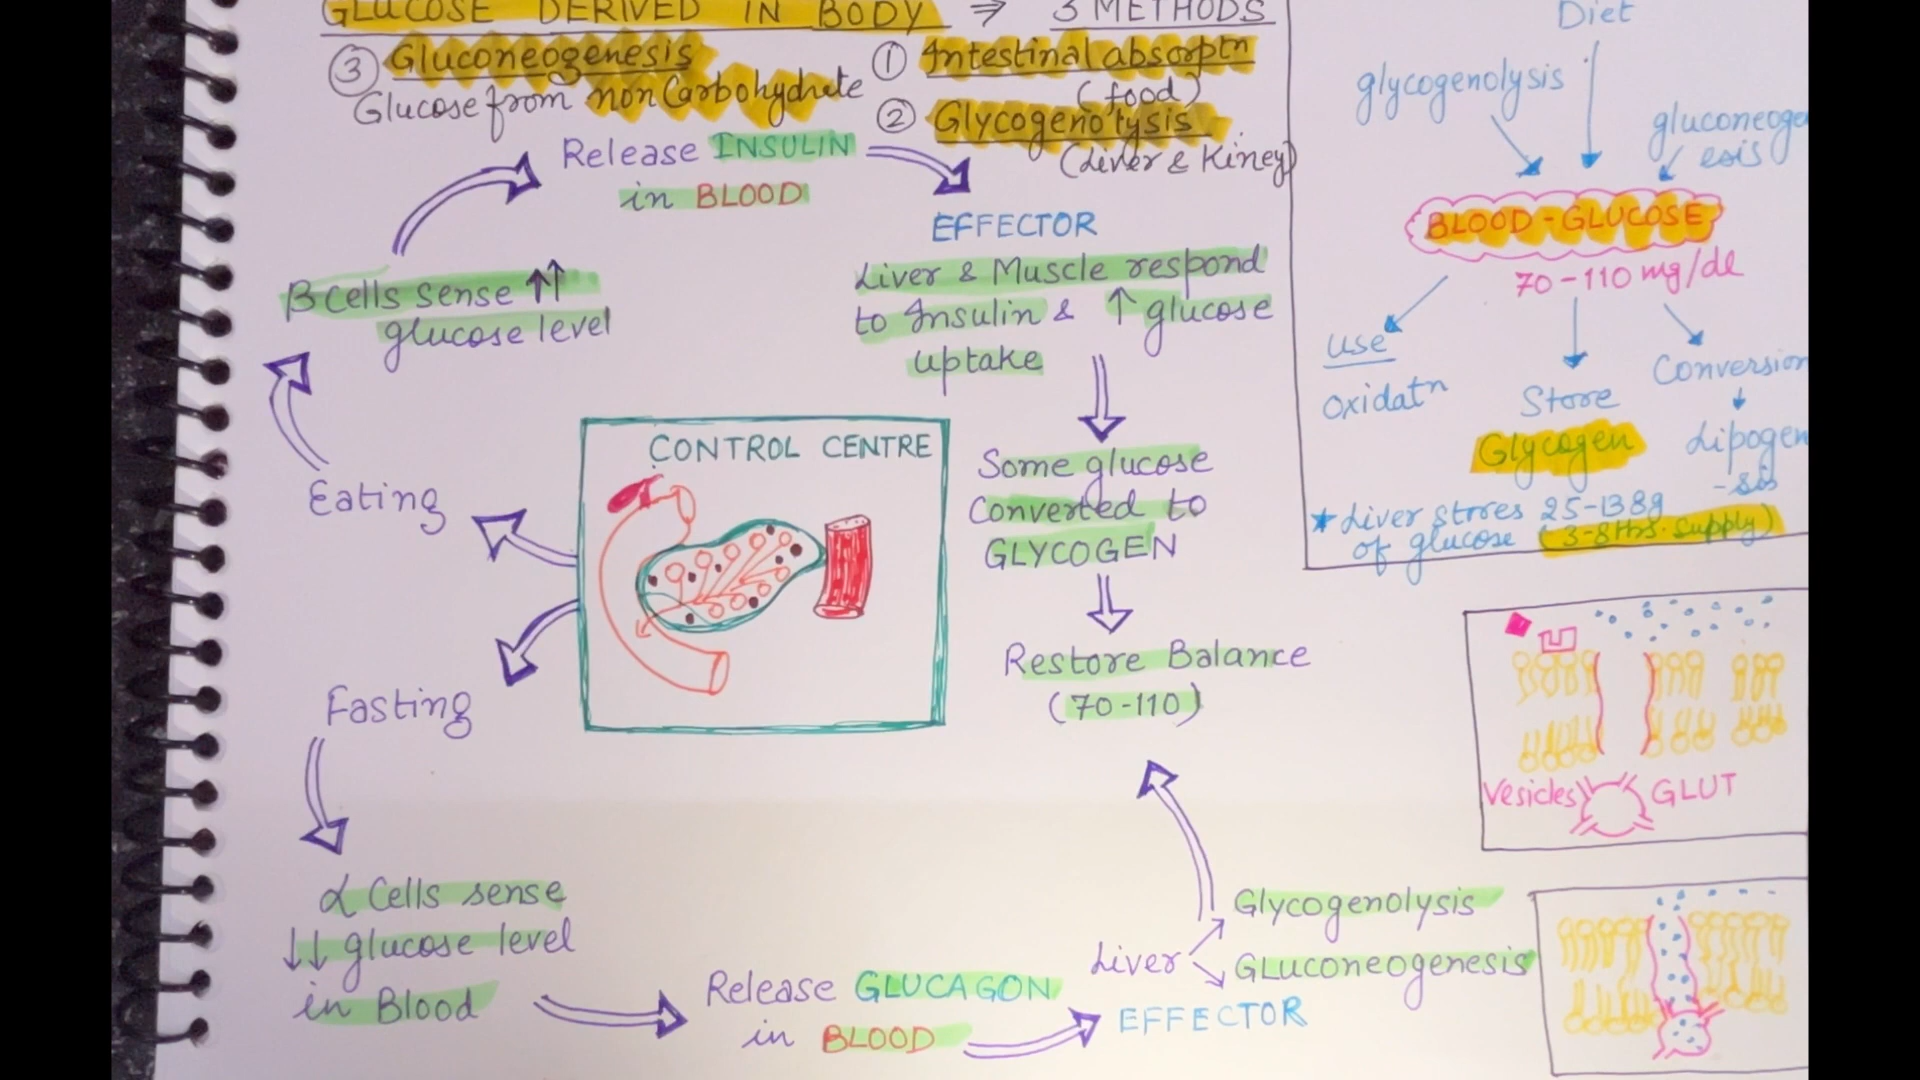 GLUCOSE DERIVED IN BODY ⇒ 3 METHODS
③ Gluconeogenesis
Glucose from non Carbohydrate
① Intestinal absorptn
(food)
② Glycogenolysis
(Liver & Kiney)
Release INSULIN
in BLOOD
EFFECTOR
Liver & Muscle respond
to Insulin & ↑ glucose
uptake
β Cells sense ↑↑
glucose level
Eating
CONTROL CENTRE
Some glucose
Converted to
GLYCOGEN
Restore Balance
(70-110)
Fasting
α Cells sense
↓↓ glucose level
in Blood
Release GLUCAGON
in BLOOD
Liver
Glycogenolysis
Gluconeogenesis
EFFECTOR
Diet
glycogenolysis
gluconeoge
esis
BLOOD-GLUCOSE
70-110 mg/dl
use
oxidatn
Store
Glycogen
Conversion
Lipogen
-sis
* Liver stores 25-138g
of glucose (3-8Hrs. supply)
Vesicles
GLUT